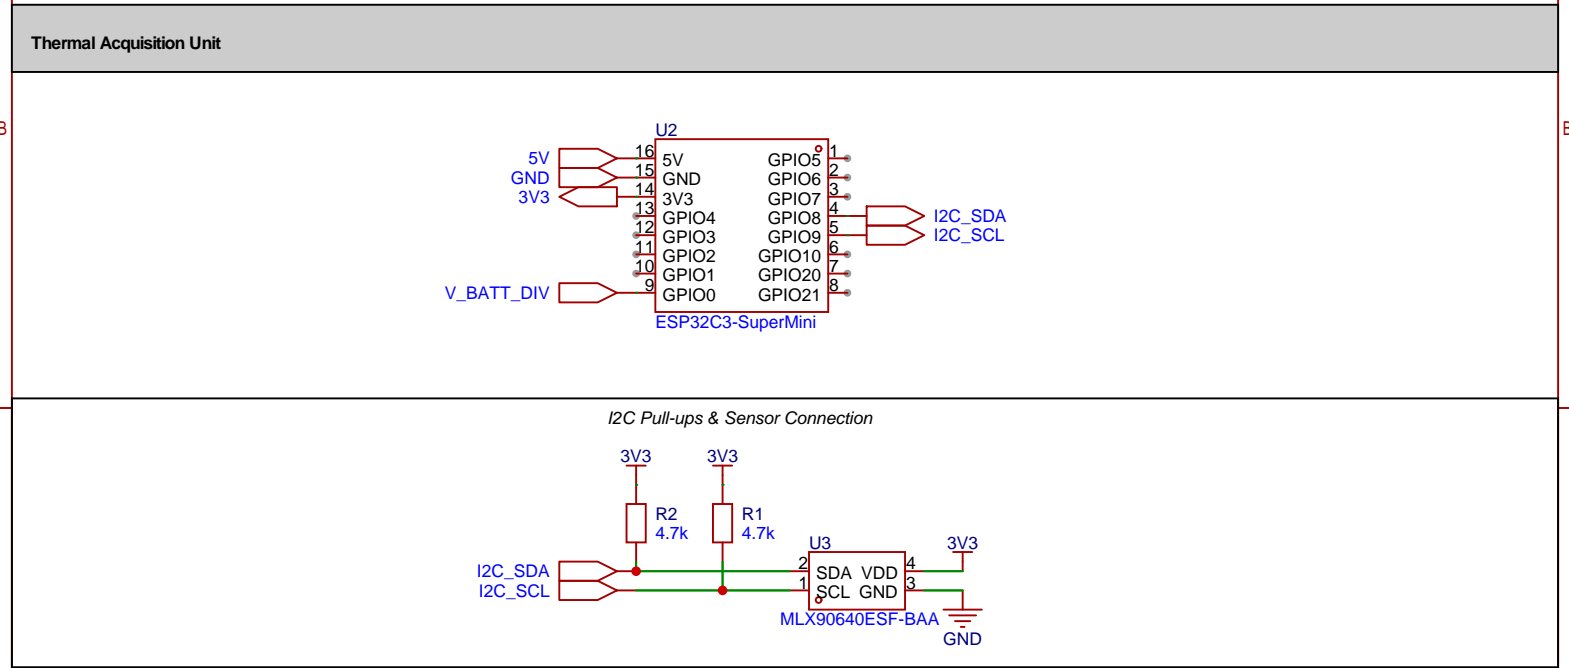 Thermal Acquisition Unit
B
U2
5V 16 5V GPIO5 1
GND 15 GND GPIO6 2
3V3 14 3V3 GPIO7 3
13 GPIO4 GPIO8 4 I2C_SDA
12 GPIO3 GPIO9 5 I2C_SCL
11 GPIO2 GPIO10 6
10 GPIO1 GPIO20 7
V_BATT_DIV 9 GPIO0 GPIO21 8
ESP32C3-SuperMini
I2C Pull-ups & Sensor Connection
3V3 3V3
R2 R1
4.7k 4.7k
U3 3V3
I2C_SDA 2 SDA VDD 4
I2C_SCL 1 SCL GND 3
MLX90640ESF-BAA
GND